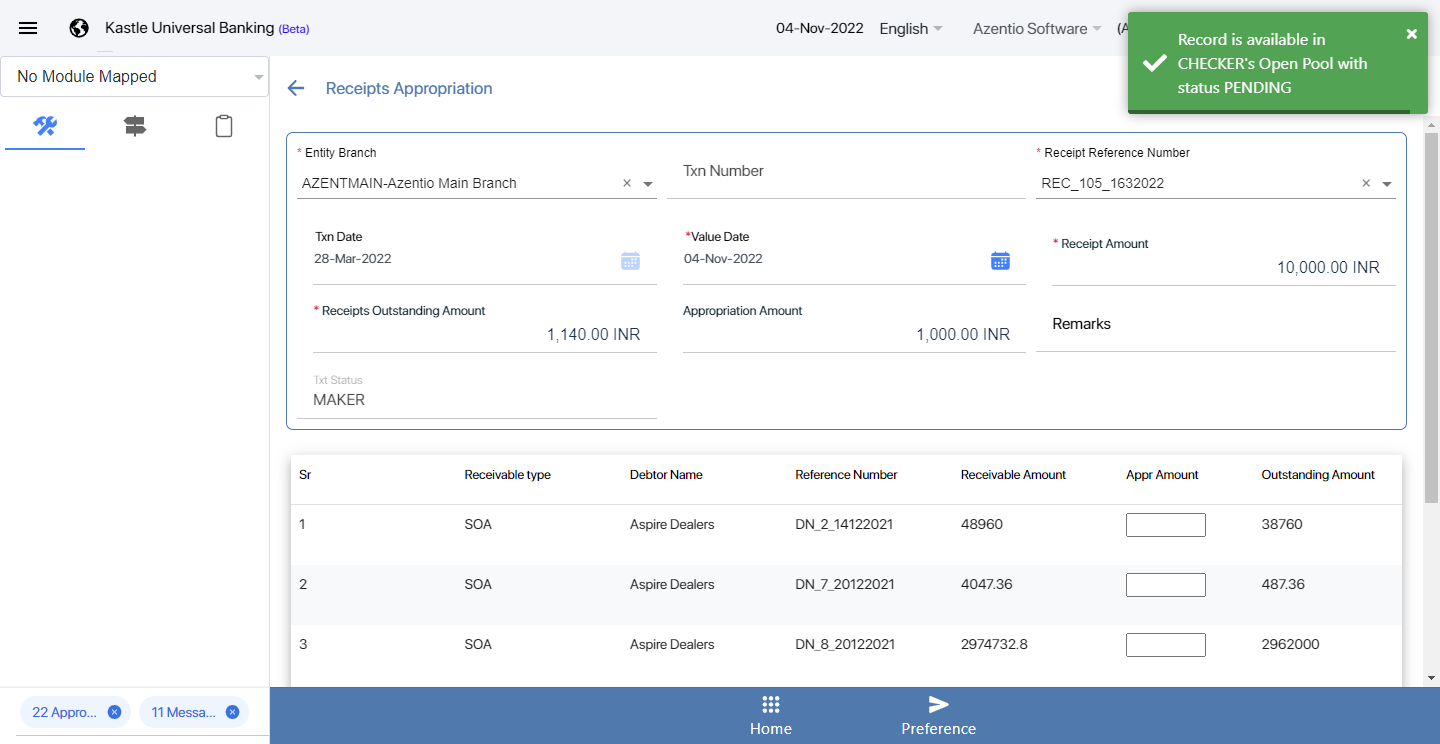 Kastle Universal Banking (Beta)
04-Nov-2022
English
Azentio Software
Record is available in
CHECKER's Open Pool with
status PENDING
No Module Mapped
Receipts Appropriation
* Entity Branch
AZENTMAIN-Azentio Main Branch
Txn Number
* Receipt Reference Number
REC_105_1632022
Txn Date
28-Mar-2022
*Value Date
04-Nov-2022
* Receipt Amount
10,000.00 INR
* Receipts Outstanding Amount
1,140.00 INR
Appropriation Amount
1,000.00 INR
Remarks
Txt Status
MAKER
Sr Receivable type Debtor Name Reference Number Receivable Amount Appr Amount Outstanding Amount
1 SOA Aspire Dealers DN_2_14122021 48960 38760
2 SOA Aspire Dealers DN_7_20122021 4047.36 487.36
3 SOA Aspire Dealers DN_8_20122021 2974732.8 2962000
22 Appro... 11 Messa...
Home
Preference